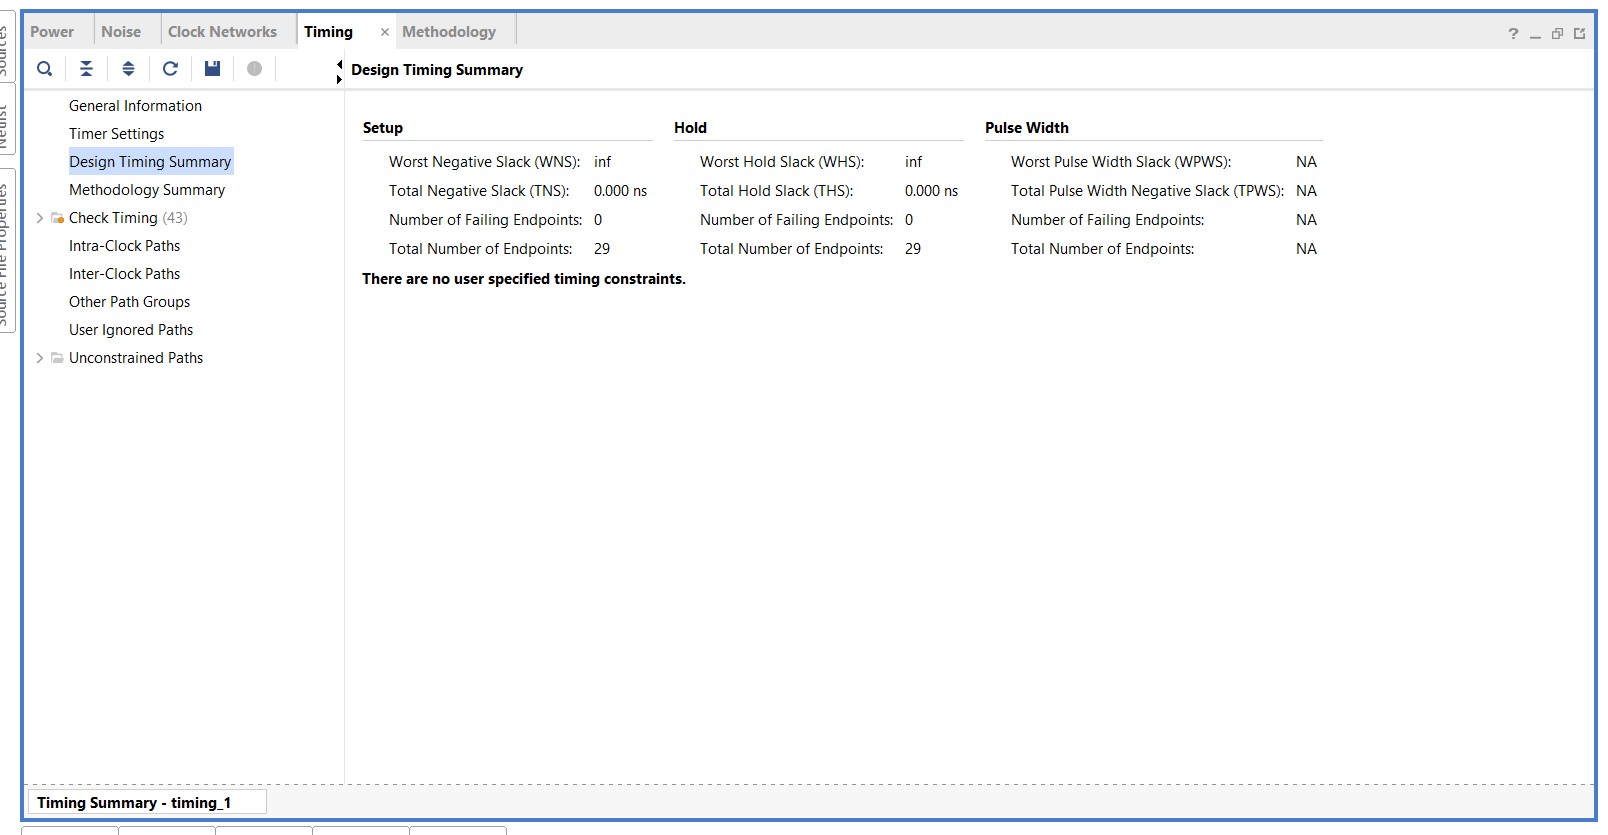 Power Noise Clock Networks Timing × Methodology ?
Sources
Netlist
Source File Properties
Design Timing Summary
General Information
Timer Settings
Design Timing Summary
Methodology Summary
Check Timing (43)
Intra-Clock Paths
Inter-Clock Paths
Other Path Groups
User Ignored Paths
Unconstrained Paths
Setup Hold Pulse Width
Worst Negative Slack (WNS): inf Worst Hold Slack (WHS): inf Worst Pulse Width Slack (WPWS): NA
Total Negative Slack (TNS): 0.000 ns Total Hold Slack (THS): 0.000 ns Total Pulse Width Negative Slack (TPWS): NA
Number of Failing Endpoints: 0 Number of Failing Endpoints: 0 Number of Failing Endpoints: NA
Total Number of Endpoints: 29 Total Number of Endpoints: 29 Total Number of Endpoints: NA
There are no user specified timing constraints.
Timing Summary - timing_1